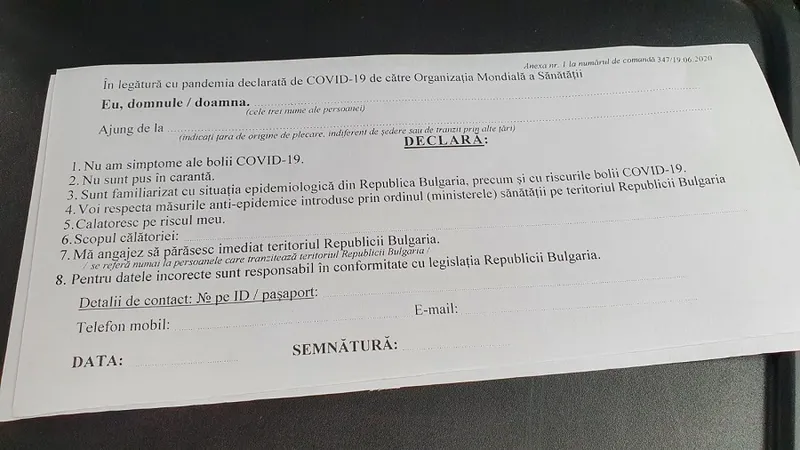 Anexa nr. 1 la numărul de comandă 347/19.06.2020
În legătură cu pandemia declarată de COVID-19 de către Organizația Mondială a Sănătății
Eu, domnule / doamna.
(cele trei nume ale persoanei)
Ajung de la
(indicați țara de origine de plecare, indiferent de ședere sau de tranzit prin alte țări)
DECLARĂ:
1. Nu am simptome ale bolii COVID-19.
2. Nu sunt pus în carantă.
3. Sunt familiarizat cu situația epidemiologică din Republica Bulgaria, precum și cu riscurile bolii COVID-19.
4. Voi respecta măsurile anti-epidemice introduse prin ordinul (ministerele) sănătății pe teritoriul Republicii Bulgaria
5. Calatoresc pe riscul meu.
6. Scopul călătoriei:
7. Mă angajez să părăsesc imediat teritoriul Republicii Bulgaria.
/ se referă numai la persoanele care tranzitează teritoriul Republicii Bulgaria /
8. Pentru datele incorecte sunt responsabil în conformitate cu legislația Republicii Bulgaria.
Detalii de contact: № pe ID / pașaport:
Telefon mobil: E-mail:
DATA: SEMNĂTURĂ: